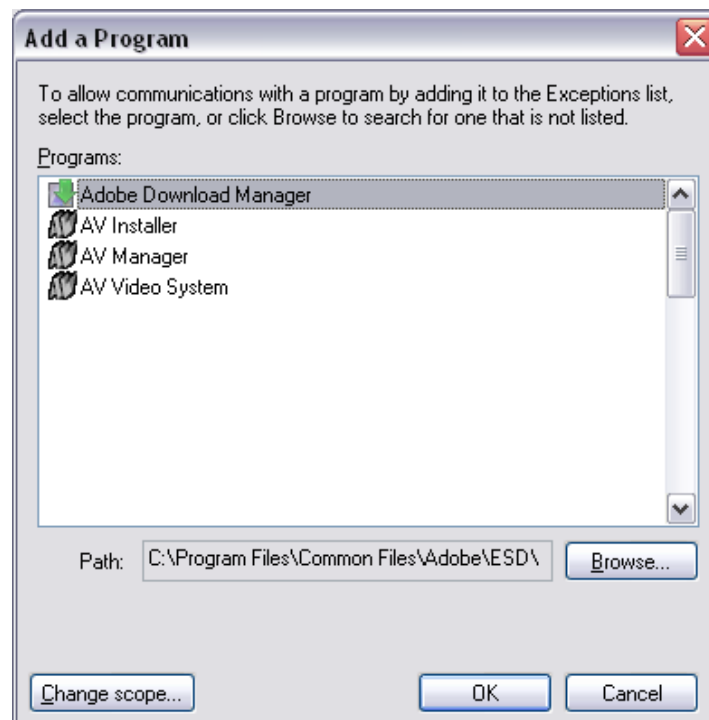 Add a Program
To allow communications with a program by adding it to the Exceptions list,
select the program, or click Browse to search for one that is not listed.
Programs:
Adobe Download Manager
AV Installer
AV Manager
AV Video System
Path: C:\Program Files\Common Files\Adobe\ESD\ Browse...
Change scope... OK Cancel